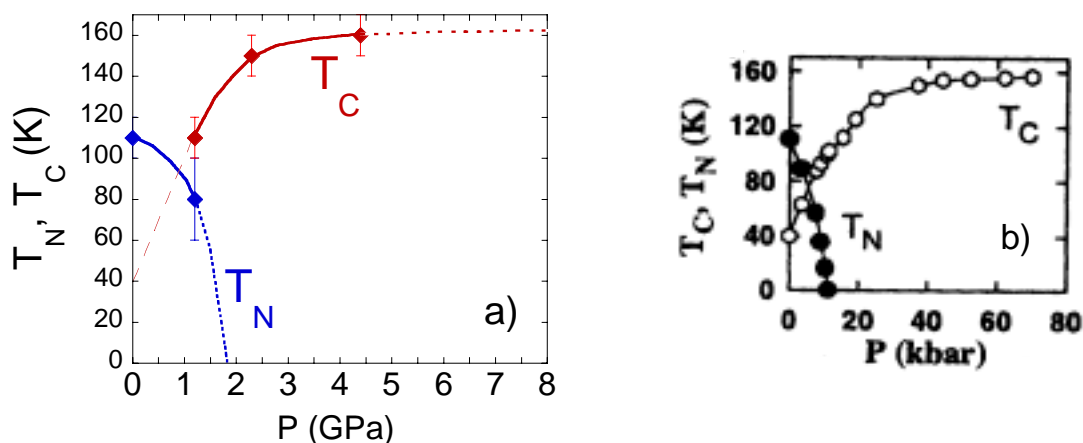 T_N, T_C (K)
180
160
140
120
100
80
60
40
20
0
T_C
T_N
a)
0 1 2 3 4 5 6 7 8
P (GPa)
T_C, T_N (K)
160
120
80
40
0
T_C
T_N
b)
0 20 40 60 80
P (kbar)